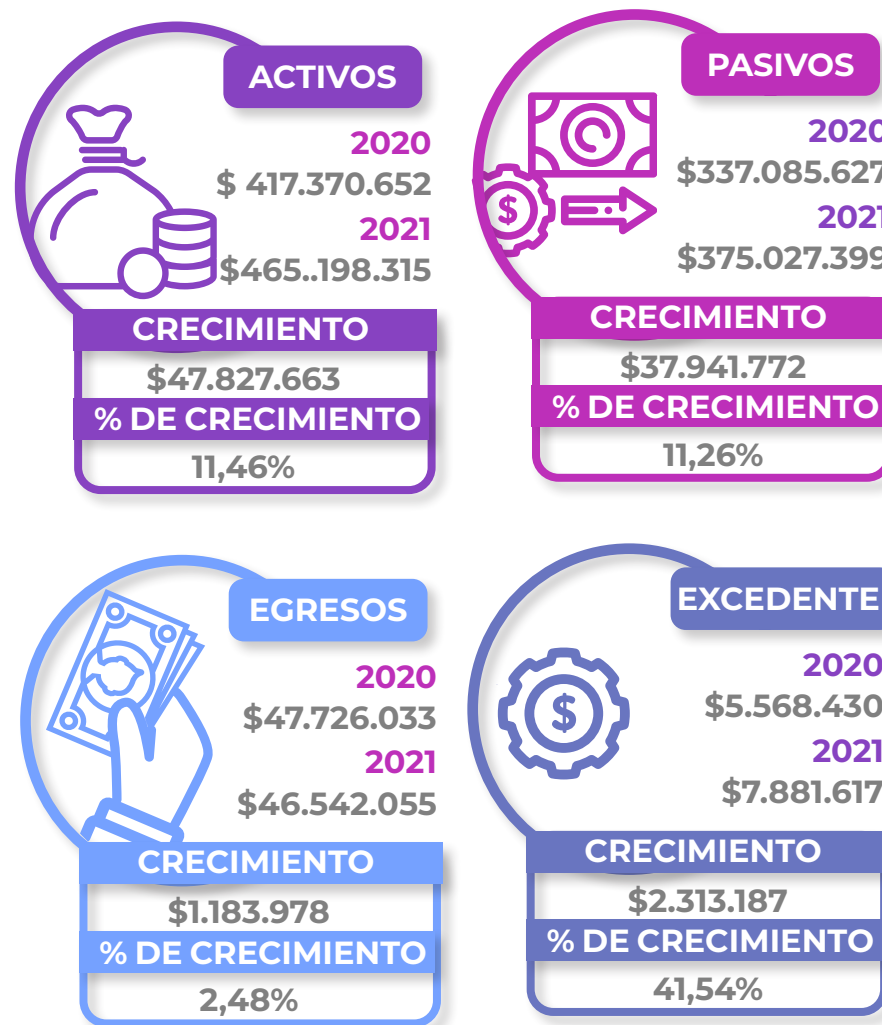 ACTIVOS
2020
$ 417.370.652
2021
$465..198.315
CRECIMIENTO
$47.827.663
% DE CRECIMIENTO
11,46%
PASIVOS
2020
$337.085.627
2021
$375.027.399
CRECIMIENTO
$37.941.772
% DE CRECIMIENTO
11,26%
EGRESOS
2020
$47.726.033
2021
$46.542.055
CRECIMIENTO
$1.183.978
% DE CRECIMIENTO
2,48%
EXCEDENTE
2020
$5.568.430
2021
$7.881.617
CRECIMIENTO
$2.313.187
% DE CRECIMIENTO
41,54%